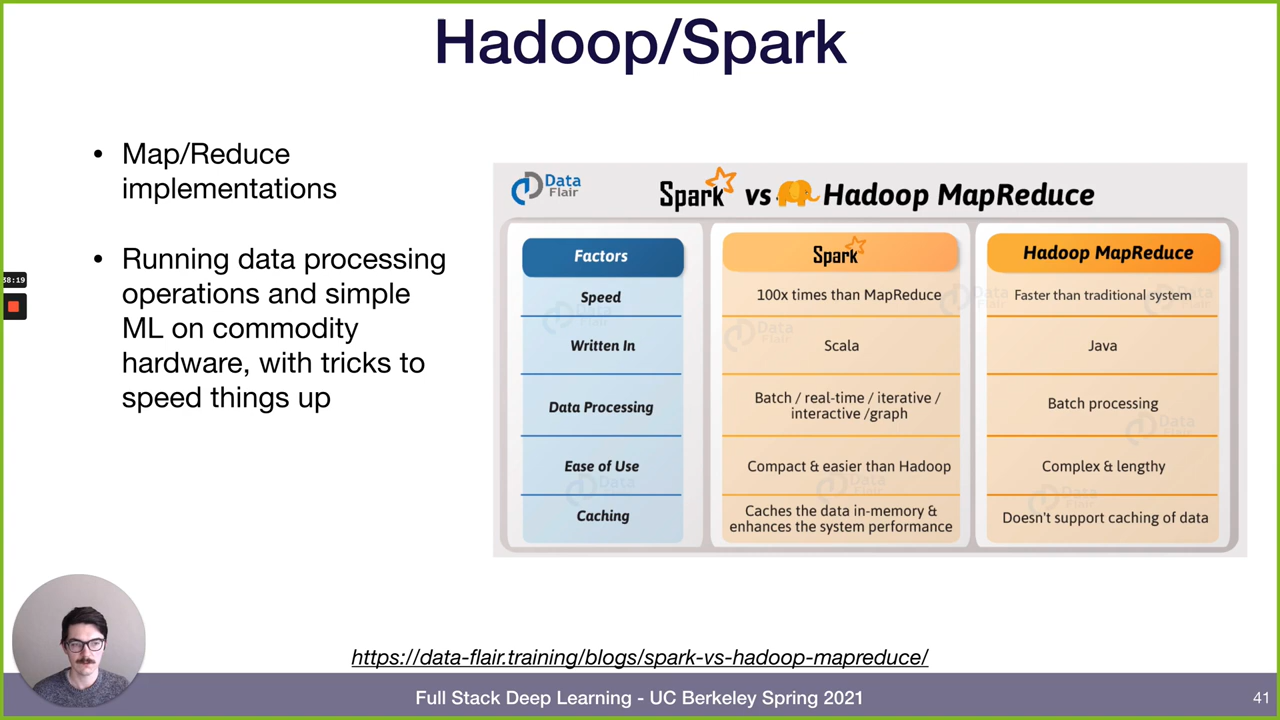 Hadoop/Spark
• Map/Reduce
implementations
• Running data processing
operations and simple
ML on commodity
hardware, with tricks to
speed things up
38:19
Data
Flair
Spark vs Hadoop MapReduce
Factors
Spark
Hadoop MapReduce
Speed
100x times than MapReduce
Faster than traditional system
Written In
Scala
Java
Data Processing
Batch / real-time / iterative /
interactive /graph
Batch processing
Ease of Use
Compact & easier than Hadoop
Complex & lengthy
Caching
Caches the data in-memory &
enhances the system performance
Doesn't support caching of data
https://data-flair.training/blogs/spark-vs-hadoop-mapreduce/
Full Stack Deep Learning - UC Berkeley Spring 2021
41